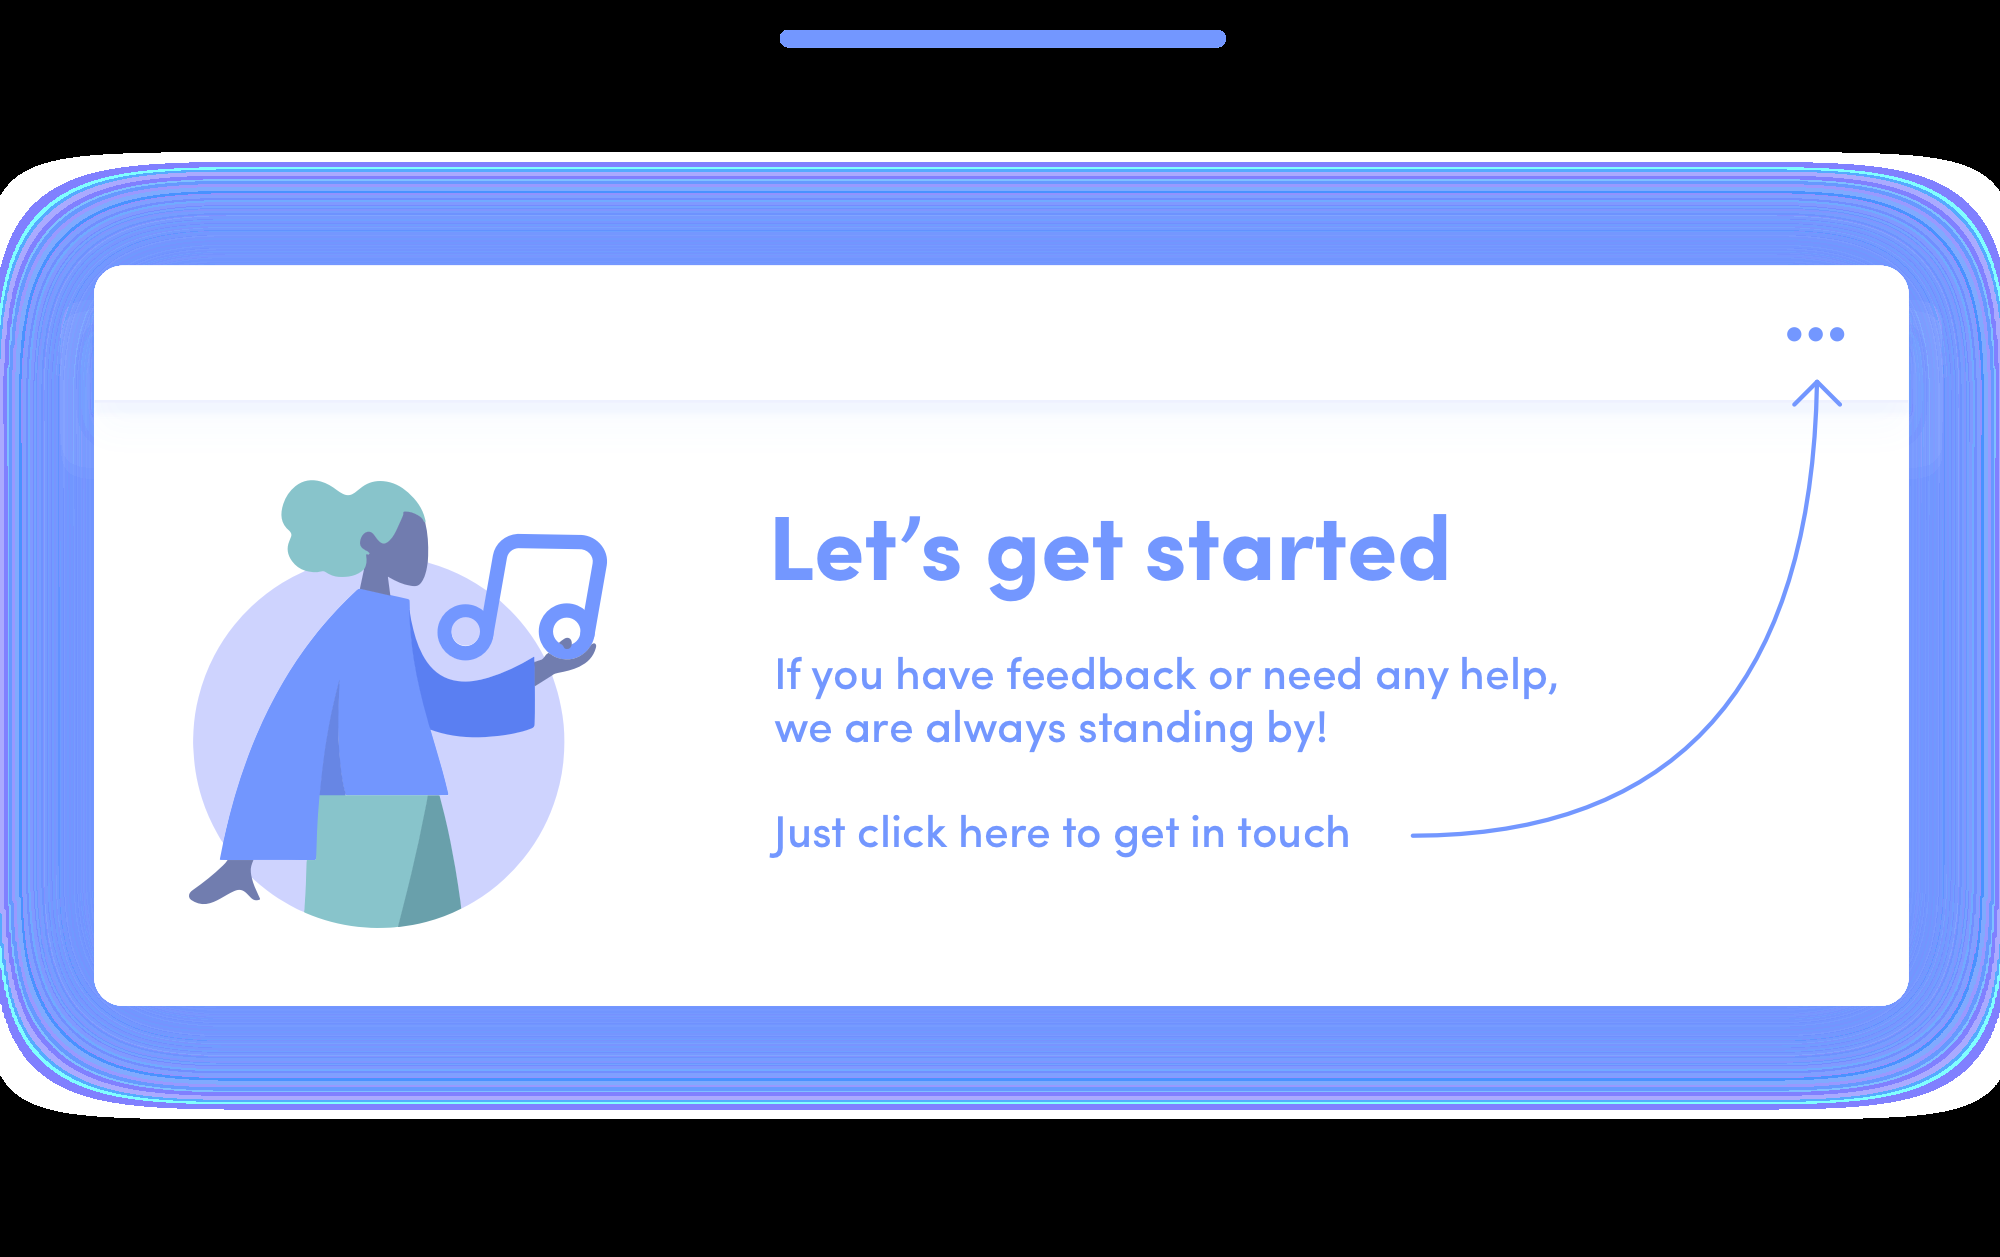 Let’s get started
If you have feedback or need any help,
we are always standing by!
Just click here to get in touch